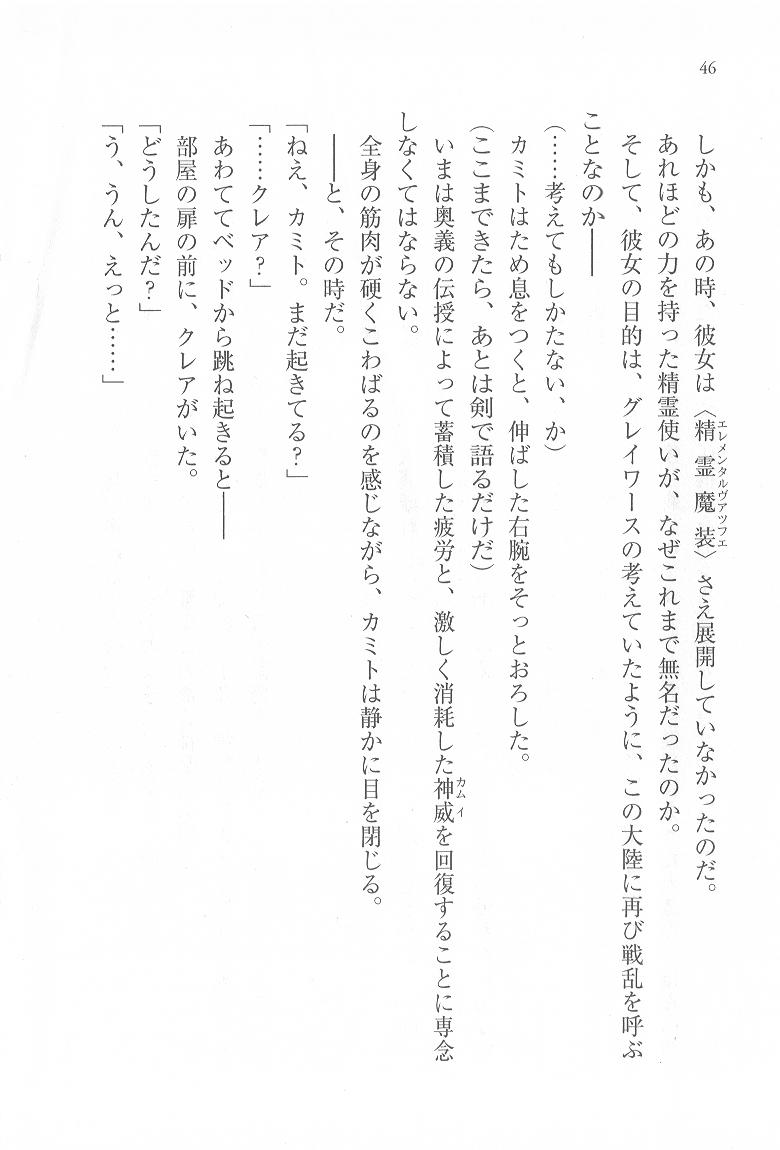 46
しかも、あの時、彼女は〈精霊魔装〉さえ展開していなかったのだ。
エレメンタルヴァッフェ
あれほどの力を持った精霊使いが、なぜこれまで無名だったのか。
そして、彼女の目的は、グレイワースの考えていたように、この大陸に再び戦乱を呼ぶ
ことなのか――
(……考えてもしかたない、か)
カミトはため息をつくと、伸ばした右腕をそっとおろした。
(ここまできたら、あとは剣で語るだけだ)
いまは奥義の伝授によって蓄積した疲労と、激しく消耗した神威を回復することに専念
カムイ
しなくてはならない。
全身の筋肉が硬くこわばるのを感じながら、カミトは静かに目を閉じる。
――と、その時だ。
「ねえ、カミト。まだ起きてる?」
「……クレア?」
あわててベッドから跳ね起きると――
部屋の扉の前に、クレアがいた。
「どうしたんだ?」
「う、うん、えっと……」